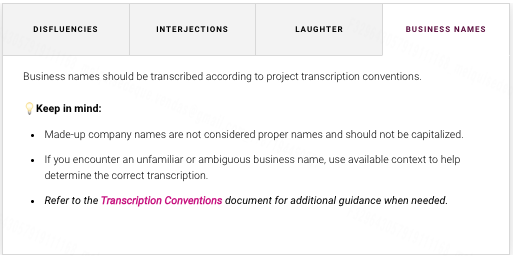 DISFLUENCIES
INTERJECTIONS
LAUGHTER
BUSINESS NAMES
Business names should be transcribed according to project transcription conventions.
💡Keep in mind:
• Made-up company names are not considered proper names and should not be capitalized.
• If you encounter an unfamiliar or ambiguous business name, use available context to help
determine the correct transcription.
• Refer to the Transcription Conventions document for additional guidance when needed.